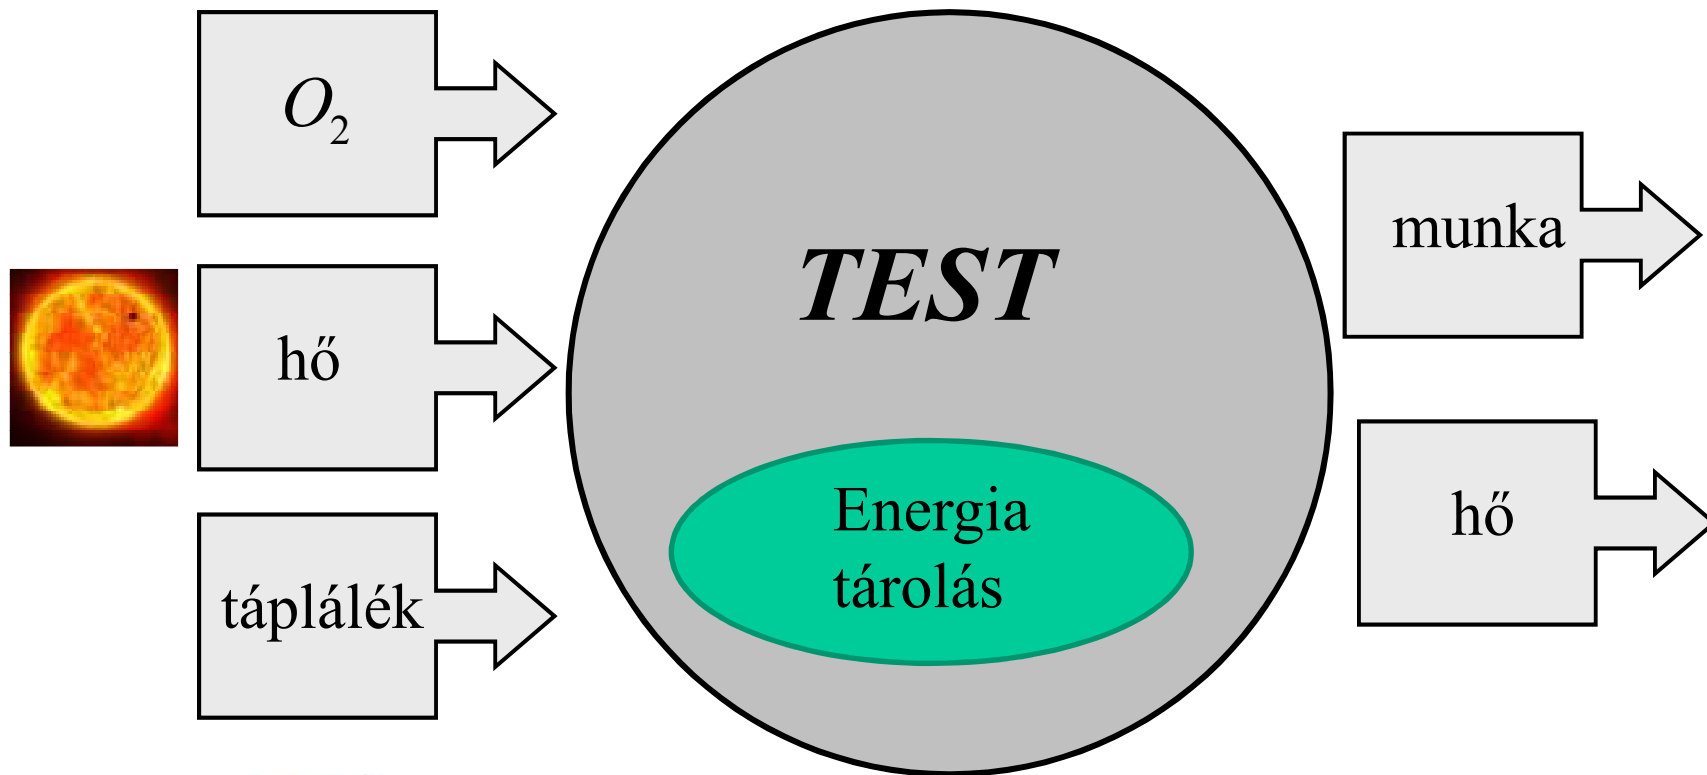 O₂
hő
táplálék
TEST
Energia
tárolás
munka
hő